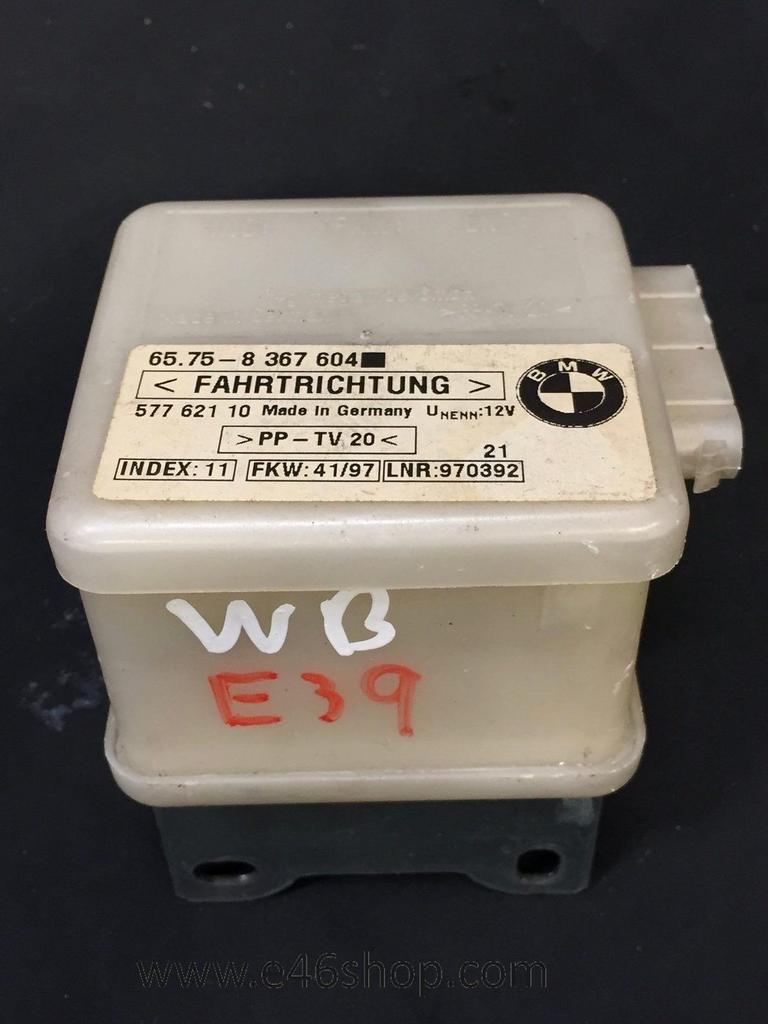 65.75-8 367 604
< FAHRTRICHTUNG >
577 621 10 Made in Germany UNENN:12V
>PP-TV 20<
21
INDEX: 11 FKW: 41/97 LNR:970392
BMW
WB
E39
www.e46shop.com